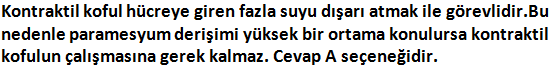 Kontraktil koful hücreye giren fazla suyu dışarı atmak ile görevlidir.Bu
nedenle paramesyum derişimi yüksek bir ortama konulursa kontraktil
kofulun çalışmasına gerek kalmaz. Cevap A seçeneğidir.